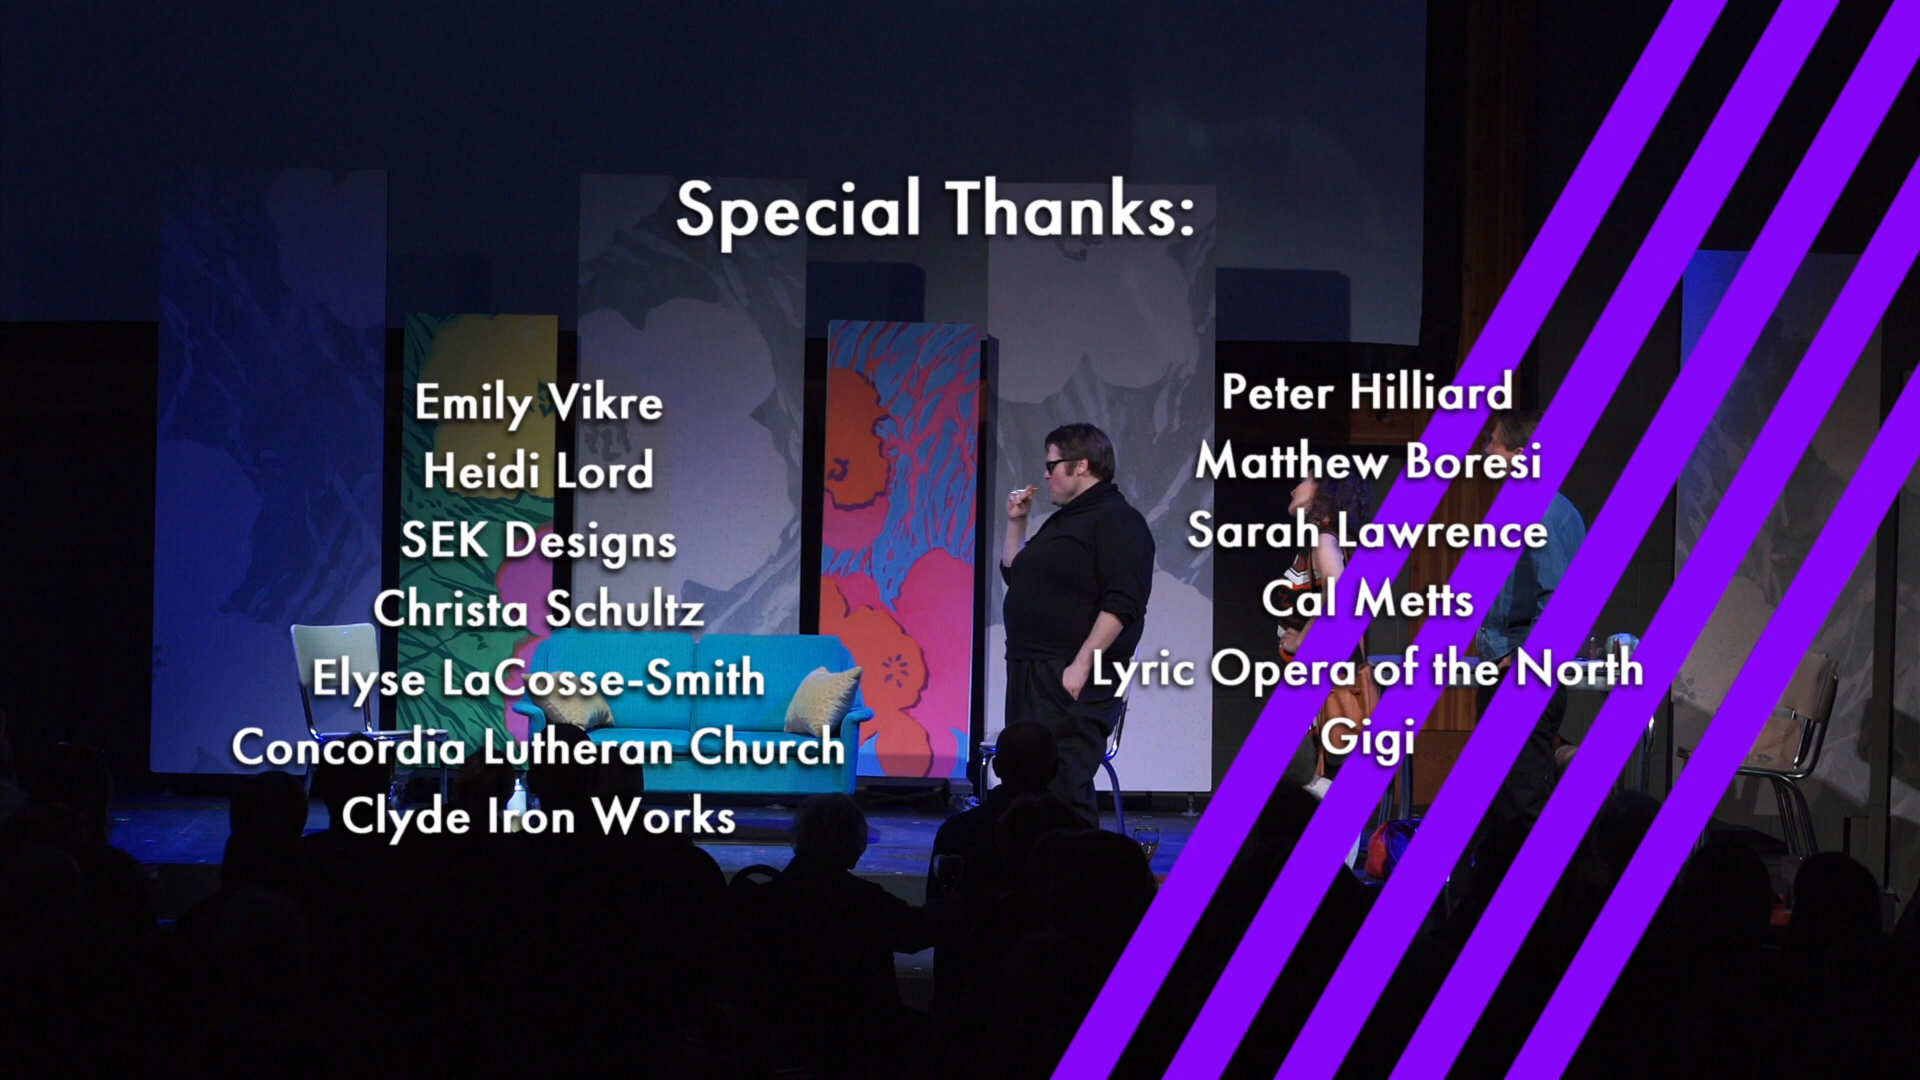 Special Thanks:
Emily Vikre
Heidi Lord
SEK Designs
Christa Schultz
Elyse LaCosse-Smith
Concordia Lutheran Church
Clyde Iron Works
Peter Hilliard
Matthew Boresi
Sarah Lawrence
Cal Metts
Lyric Opera of the North
Gigi